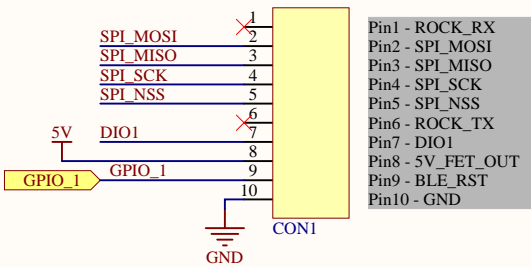 1
SPI_MOSI 2
SPI_MISO 3
SPI_SCK 4
SPI_NSS 5
6
5V DIO1 7
8
GPIO_1 GPIO_1 9
10
GND
CON1
Pin1 - ROCK_RX
Pin2 - SPI_MOSI
Pin3 - SPI_MISO
Pin4 - SPI_SCK
Pin5 - SPI_NSS
Pin6 - ROCK_TX
Pin7 - DIO1
Pin8 - 5V_FET_OUT
Pin9 - BLE_RST
Pin10 - GND